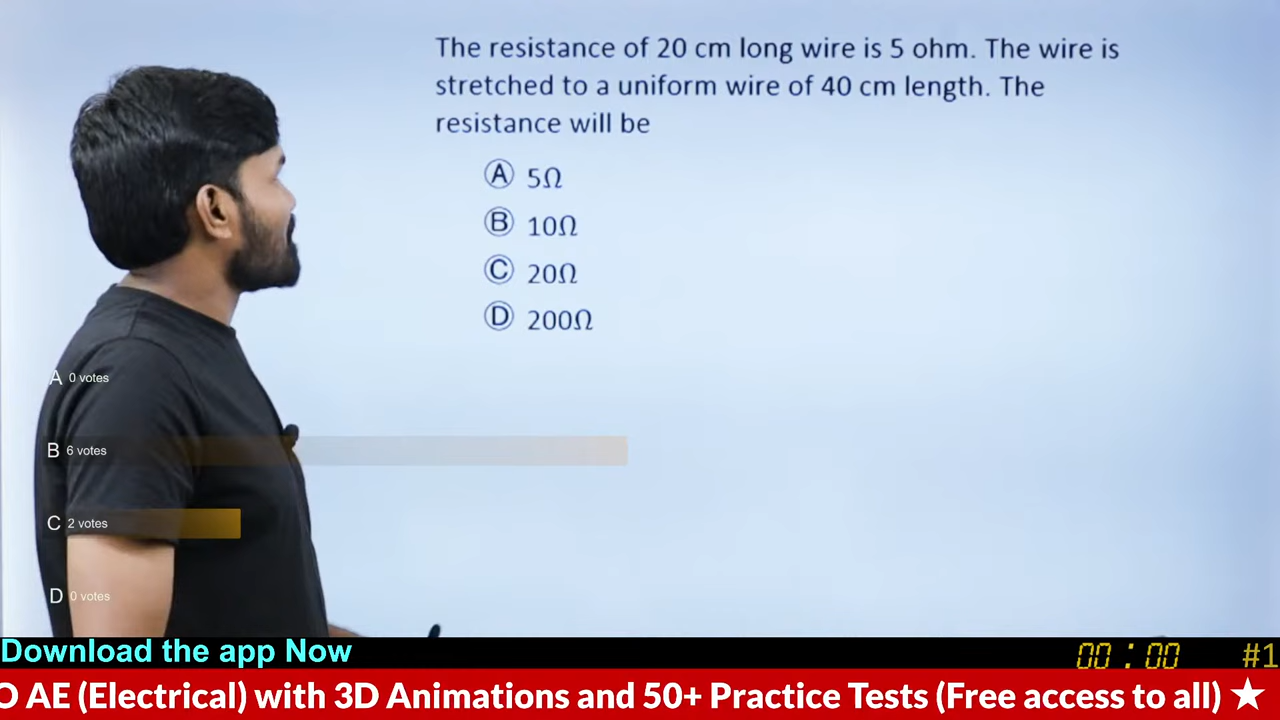 The resistance of 20 cm long wire is 5 ohm. The wire is
stretched to a uniform wire of 40 cm length. The
resistance will be
Ⓐ 5Ω
Ⓑ 10Ω
Ⓒ 20Ω
Ⓓ 200Ω
A 0 votes
B 6 votes
C 2 votes
D 0 votes
Download the app Now
00:00 #1
O AE (Electrical) with 3D Animations and 50+ Practice Tests (Free access to all) ★